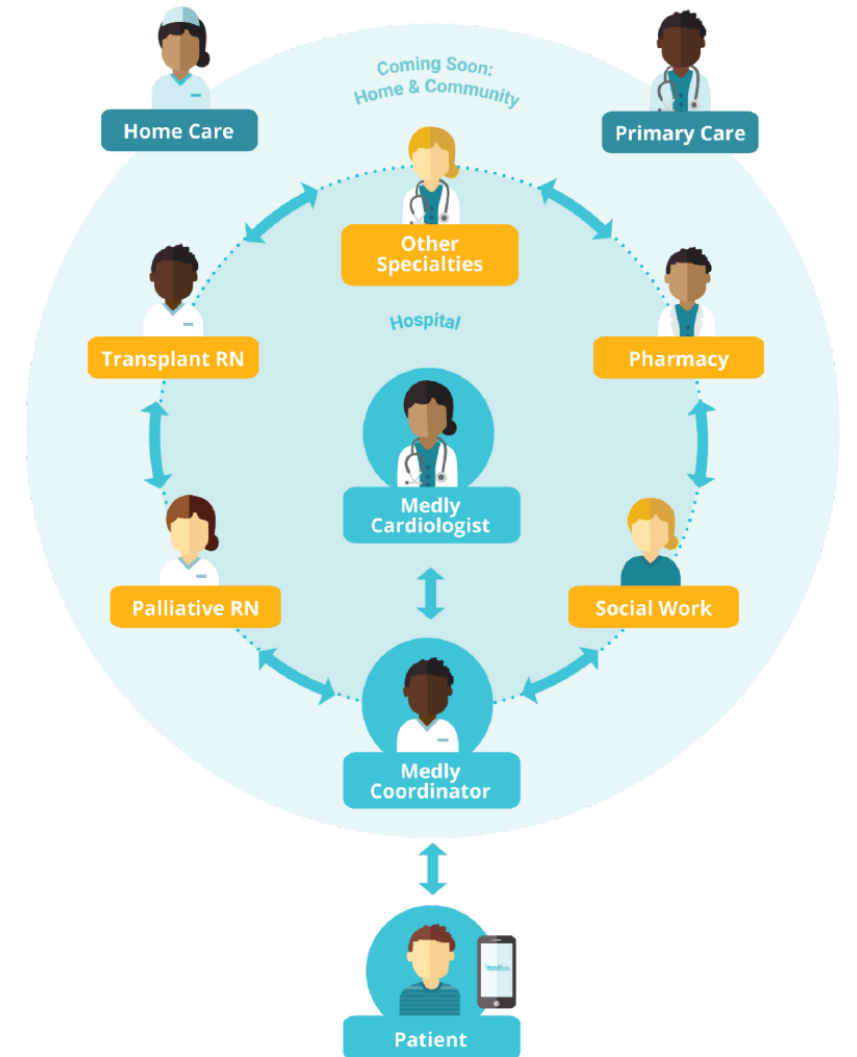 Coming Soon:
Home & Community
Home Care
Primary Care
Other
Specialties
Hospital
Transplant RN
Pharmacy
Medly
Cardiologist
Palliative RN
Social Work
Medly
Coordinator
Patient